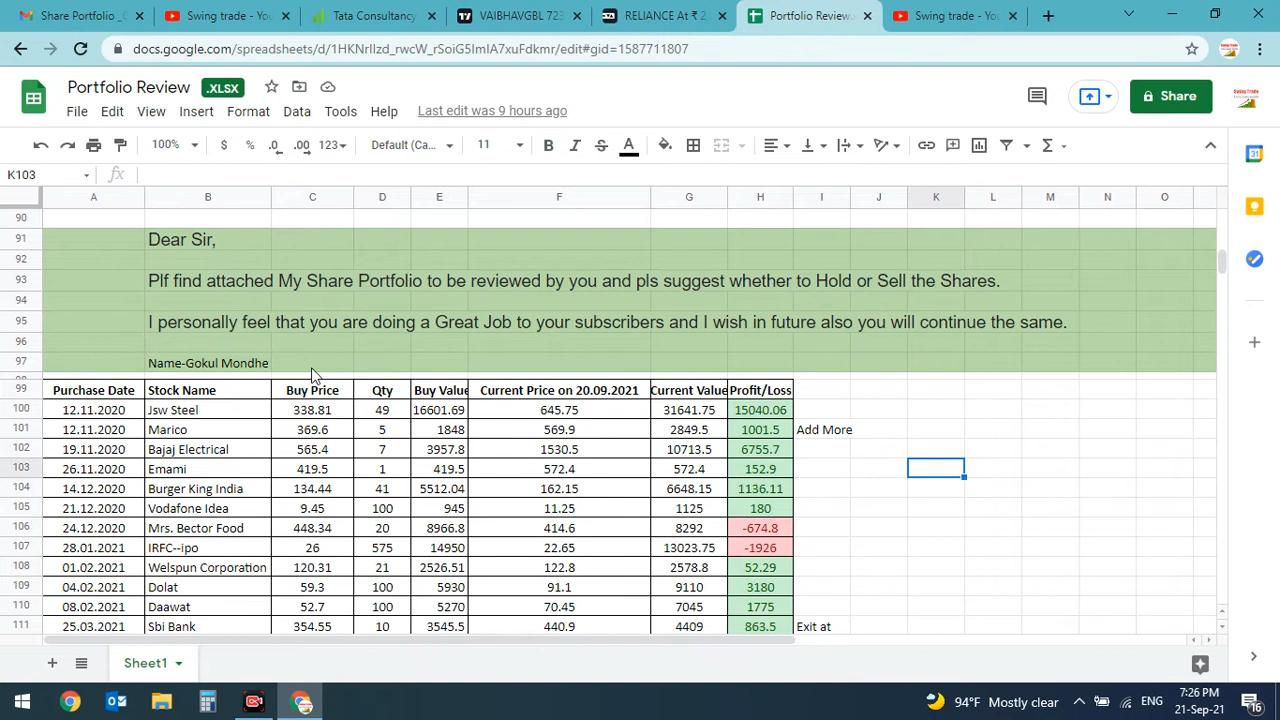 Share Portfolio _G
Swing trade - You
Tata Consultancy
VAIBHAVGBL 723
RELIANCE At ₹ 2,
Portfolio Review.
Swing trade - You
docs.google.com/spreadsheets/d/1HKNrIlzd_rwcW_rSoiG5ImIA7xuFdkmr/edit#gid=1587711807
Portfolio Review .XLSX
File Edit View Insert Format Data Tools Help Last edit was 9 hours ago
Share
100% $ % .0 .00 123 Default (Ca... 11 B I S A
K103 fx
A B C D E F G H I J K L M N O
90
91 Dear Sir,
92
93 Plf find attached My Share Portfolio to be reviewed by you and pls suggest whether to Hold or Sell the Shares.
94
95 I personally feel that you are doing a Great Job to your subscribers and I wish in future also you will continue the same.
96
97 Name-Gokul Mondhe
99 Purchase Date Stock Name Buy Price Qty Buy Value Current Price on 20.09.2021 Current Value Profit/Loss
100 12.11.2020 Jsw Steel 338.81 49 16601.69 645.75 31641.75 15040.06
101 12.11.2020 Marico 369.6 5 1848 569.9 2849.5 1001.5 Add More
102 19.11.2020 Bajaj Electrical 565.4 7 3957.8 1530.5 10713.5 6755.7
103 26.11.2020 Emami 419.5 1 419.5 572.4 572.4 152.9
104 14.12.2020 Burger King India 134.44 41 5512.04 162.15 6648.15 1136.11
105 21.12.2020 Vodafone Idea 9.45 100 945 11.25 1125 180
106 24.12.2020 Mrs. Bector Food 448.34 20 8966.8 414.6 8292 -674.8
107 28.01.2021 IRFC--ipo 26 575 14950 22.65 13023.75 -1926
108 01.02.2021 Welspun Corporation 120.31 21 2526.51 122.8 2578.8 52.29
109 04.02.2021 Dolat 59.3 100 5930 91.1 9110 3180
110 08.02.2021 Daawat 52.7 100 5270 70.45 7045 1775
111 25.03.2021 Sbi Bank 354.55 10 3545.5 440.9 4409 863.5 Exit at
Sheet1
94°F Mostly clear ENG 7:26 PM
21-Sep-21 16